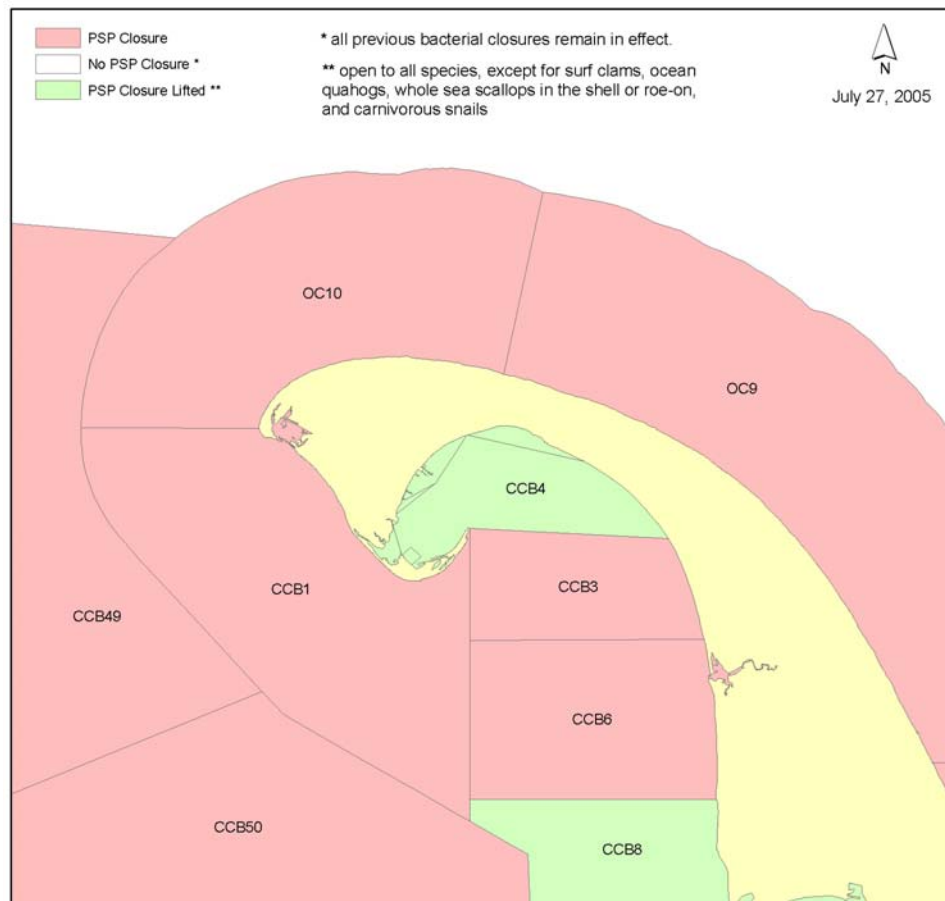 PSP Closure
No PSP Closure *
PSP Closure Lifted **
* all previous bacterial closures remain in effect.
** open to all species, except for surf clams, ocean
quahogs, whole sea scallops in the shell or roe-on,
and carnivorous snails
N
July 27, 2005
OC10
OC9
CCB4
CCB3
CCB1
CCB49
CCB6
CCB50
CCB8